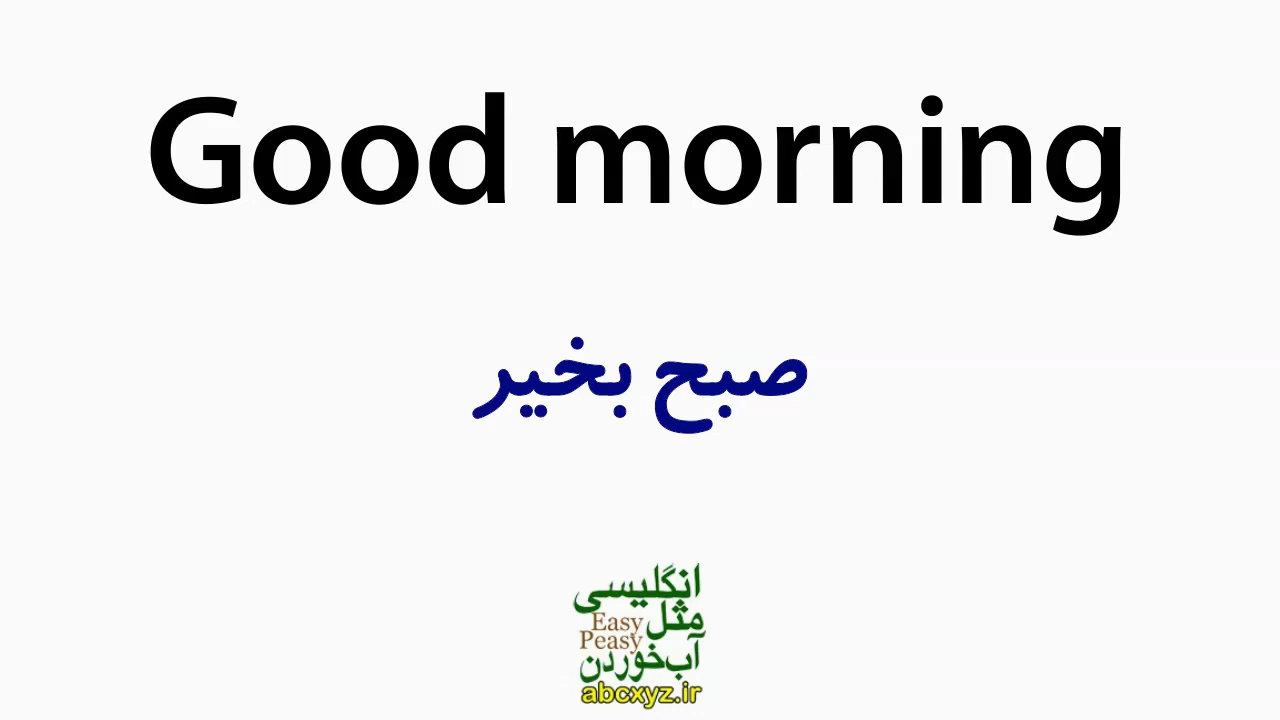 Good morning
صبح بخیر
انگلیسی
مثل
Easy
Peasy
آب‌خوردن
abcxyz.ir